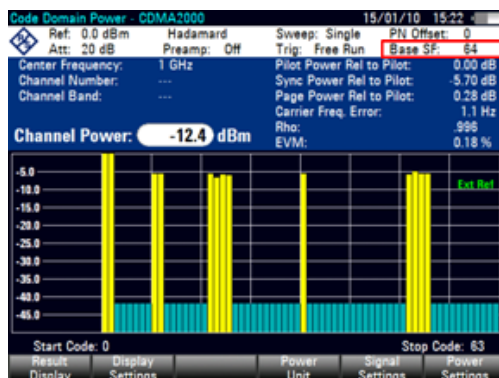 Code Domain Power - CDMA2000 15/01/10 15:22
Ref: 0.0 dBm Hadamard Sweep: Single PN Offset: 0
Att: 20 dB Preamp: Off Trig: Free Run Base SF: 64
Center Frequency: 1 GHz Pilot Power Rel to Pilot: 0.00 dB
Channel Number: --- Sync Power Rel to Pilot: -5.70 dB
Channel Band: --- Page Power Rel to Pilot: 0.28 dB
Carrier Freq. Error: 1.1 Hz
Rho: .996
Channel Power: -12.4 dBm
EVM: 0.18 %
-5.0
Ext Ref
-10.0
-15.0
-20.0
-25.0
-30.0
-35.0
-40.0
-45.0
Start Code: 0 Stop Code: 63
Result Display Power Signal Power
Display Settings Unit Settings Settings